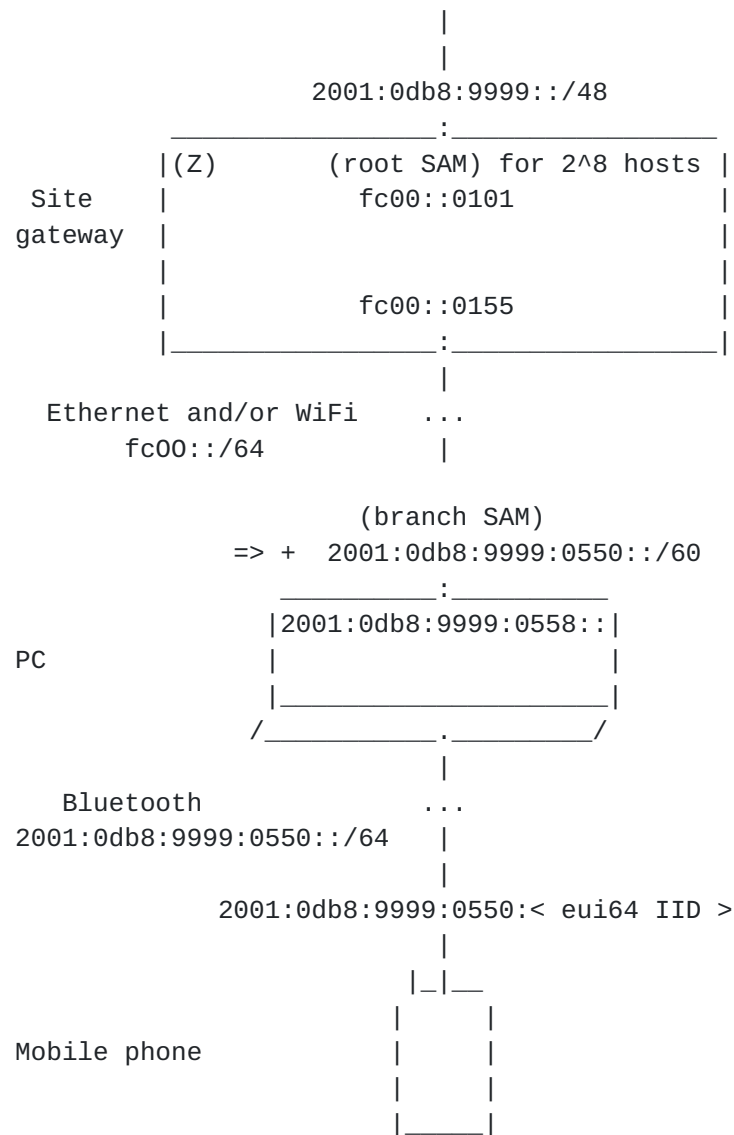 2001:0db8:9999::/48
(Z) (root SAM) for 2^8 hosts
Site fc00::0101
gateway
fc00::0155
Ethernet and/or WiFi ...
fcOO::/64
(branch SAM)
=> + 2001:0db8:9999:0550::/60
2001:0db8:9999:0558::
PC
Bluetooth ...
2001:0db8:9999:0550::/64
2001:0db8:9999:0550:< eui64 IID >
Mobile phone